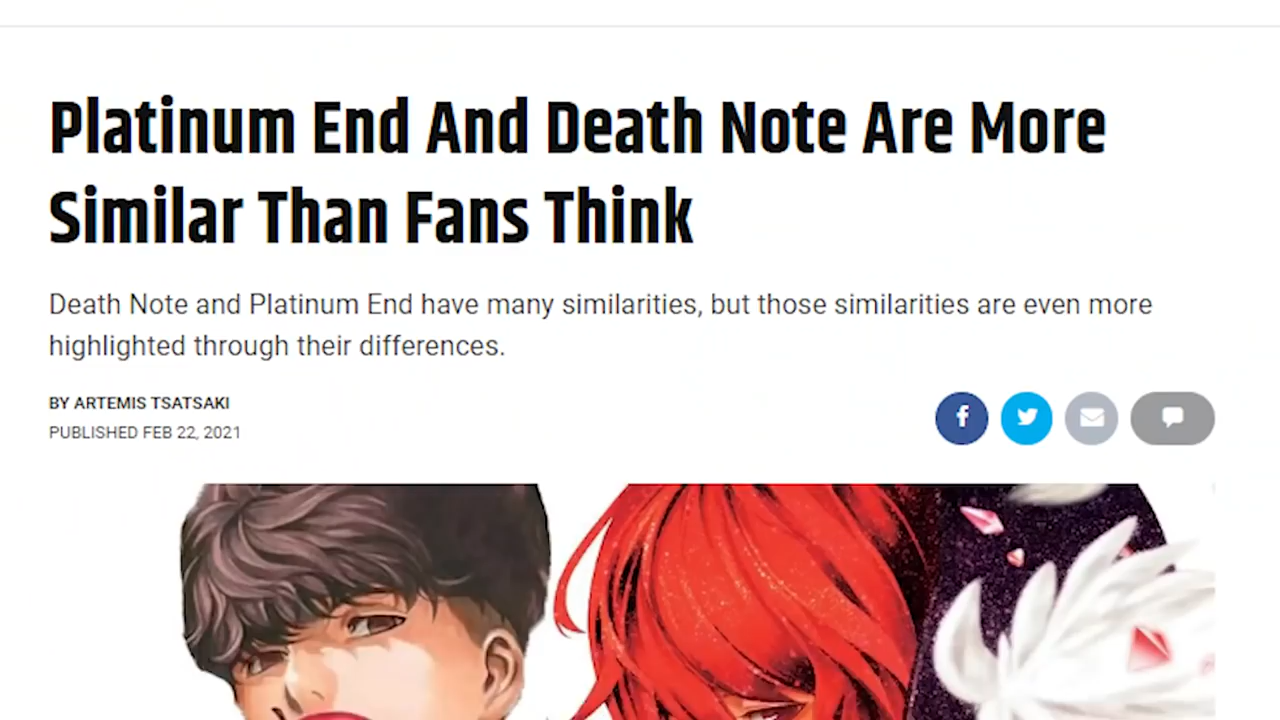 Platinum End And Death Note Are More
Similar Than Fans Think
Death Note and Platinum End have many similarities, but those similarities are even more
highlighted through their differences.
BY ARTEMIS TSATSAKI
PUBLISHED FEB 22, 2021